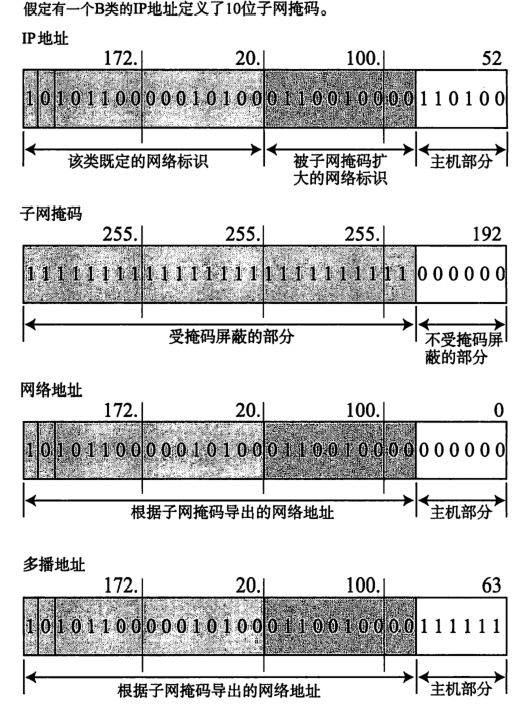 假定有一个B类的IP地址定义了10位子网掩码。
IP地址
172. 20. 100. 52
10101100000101000110010000110100
该类既定的网络标识 被子网掩码扩大的网络标识 主机部分
子网掩码
255. 255. 255. 192
11111111111111111111111111000000
受掩码屏蔽的部分 不受掩码屏蔽的部分
网络地址
172. 20. 100. 0
10101100000101000110010000000000
根据子网掩码导出的网络地址 主机部分
多播地址
172. 20. 100. 63
10101100000101000110010000111111
根据子网掩码导出的网络地址 主机部分